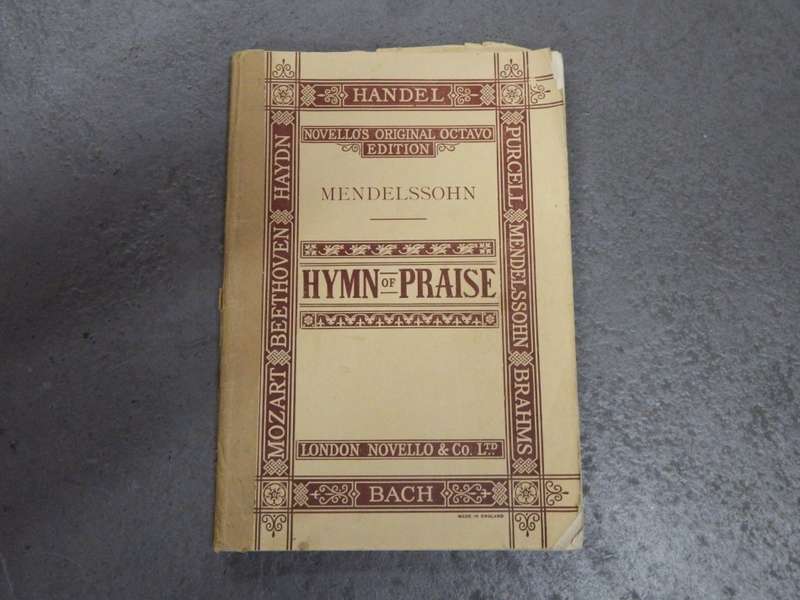 HANDEL
NOVELLO'S ORIGINAL OCTAVO
EDITION
MENDELSSOHN
HYMN OF PRAISE
LONDON NOVELLO & CO. LTD
BACH
MOZART BEETHOVEN HAYDN
PURCELL MENDELSSOHN BRAHMS
MADE IN ENGLAND